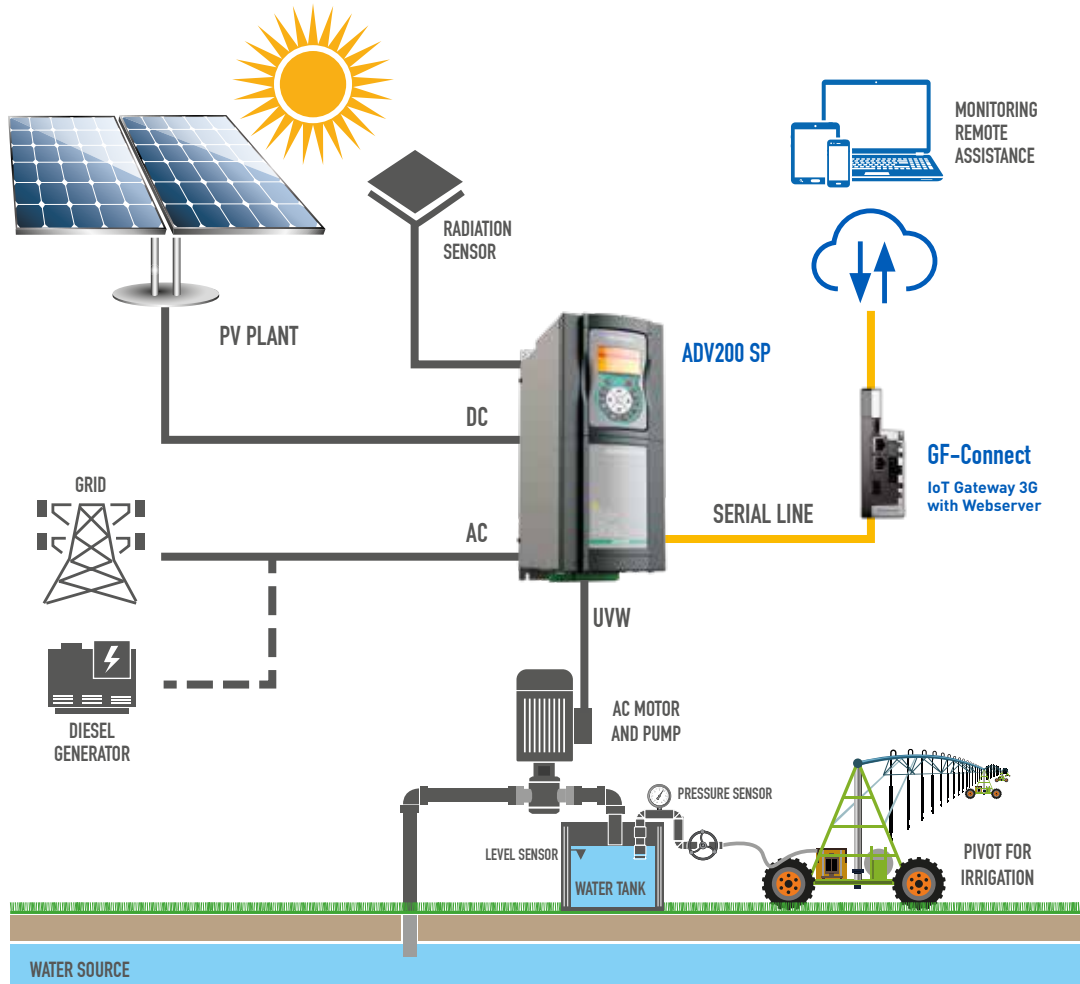 MONITORING
REMOTE
ASSISTANCE
RADIATION
SENSOR
PV PLANT
ADV200 SP
DC
GF-Connect
IoT Gateway 3G
with Webserver
GRID
SERIAL LINE
AC
UVW
DIESEL
GENERATOR
AC MOTOR
AND PUMP
PRESSURE SENSOR
LEVEL SENSOR
WATER TANK
PIVOT FOR
IRRIGATION
WATER SOURCE